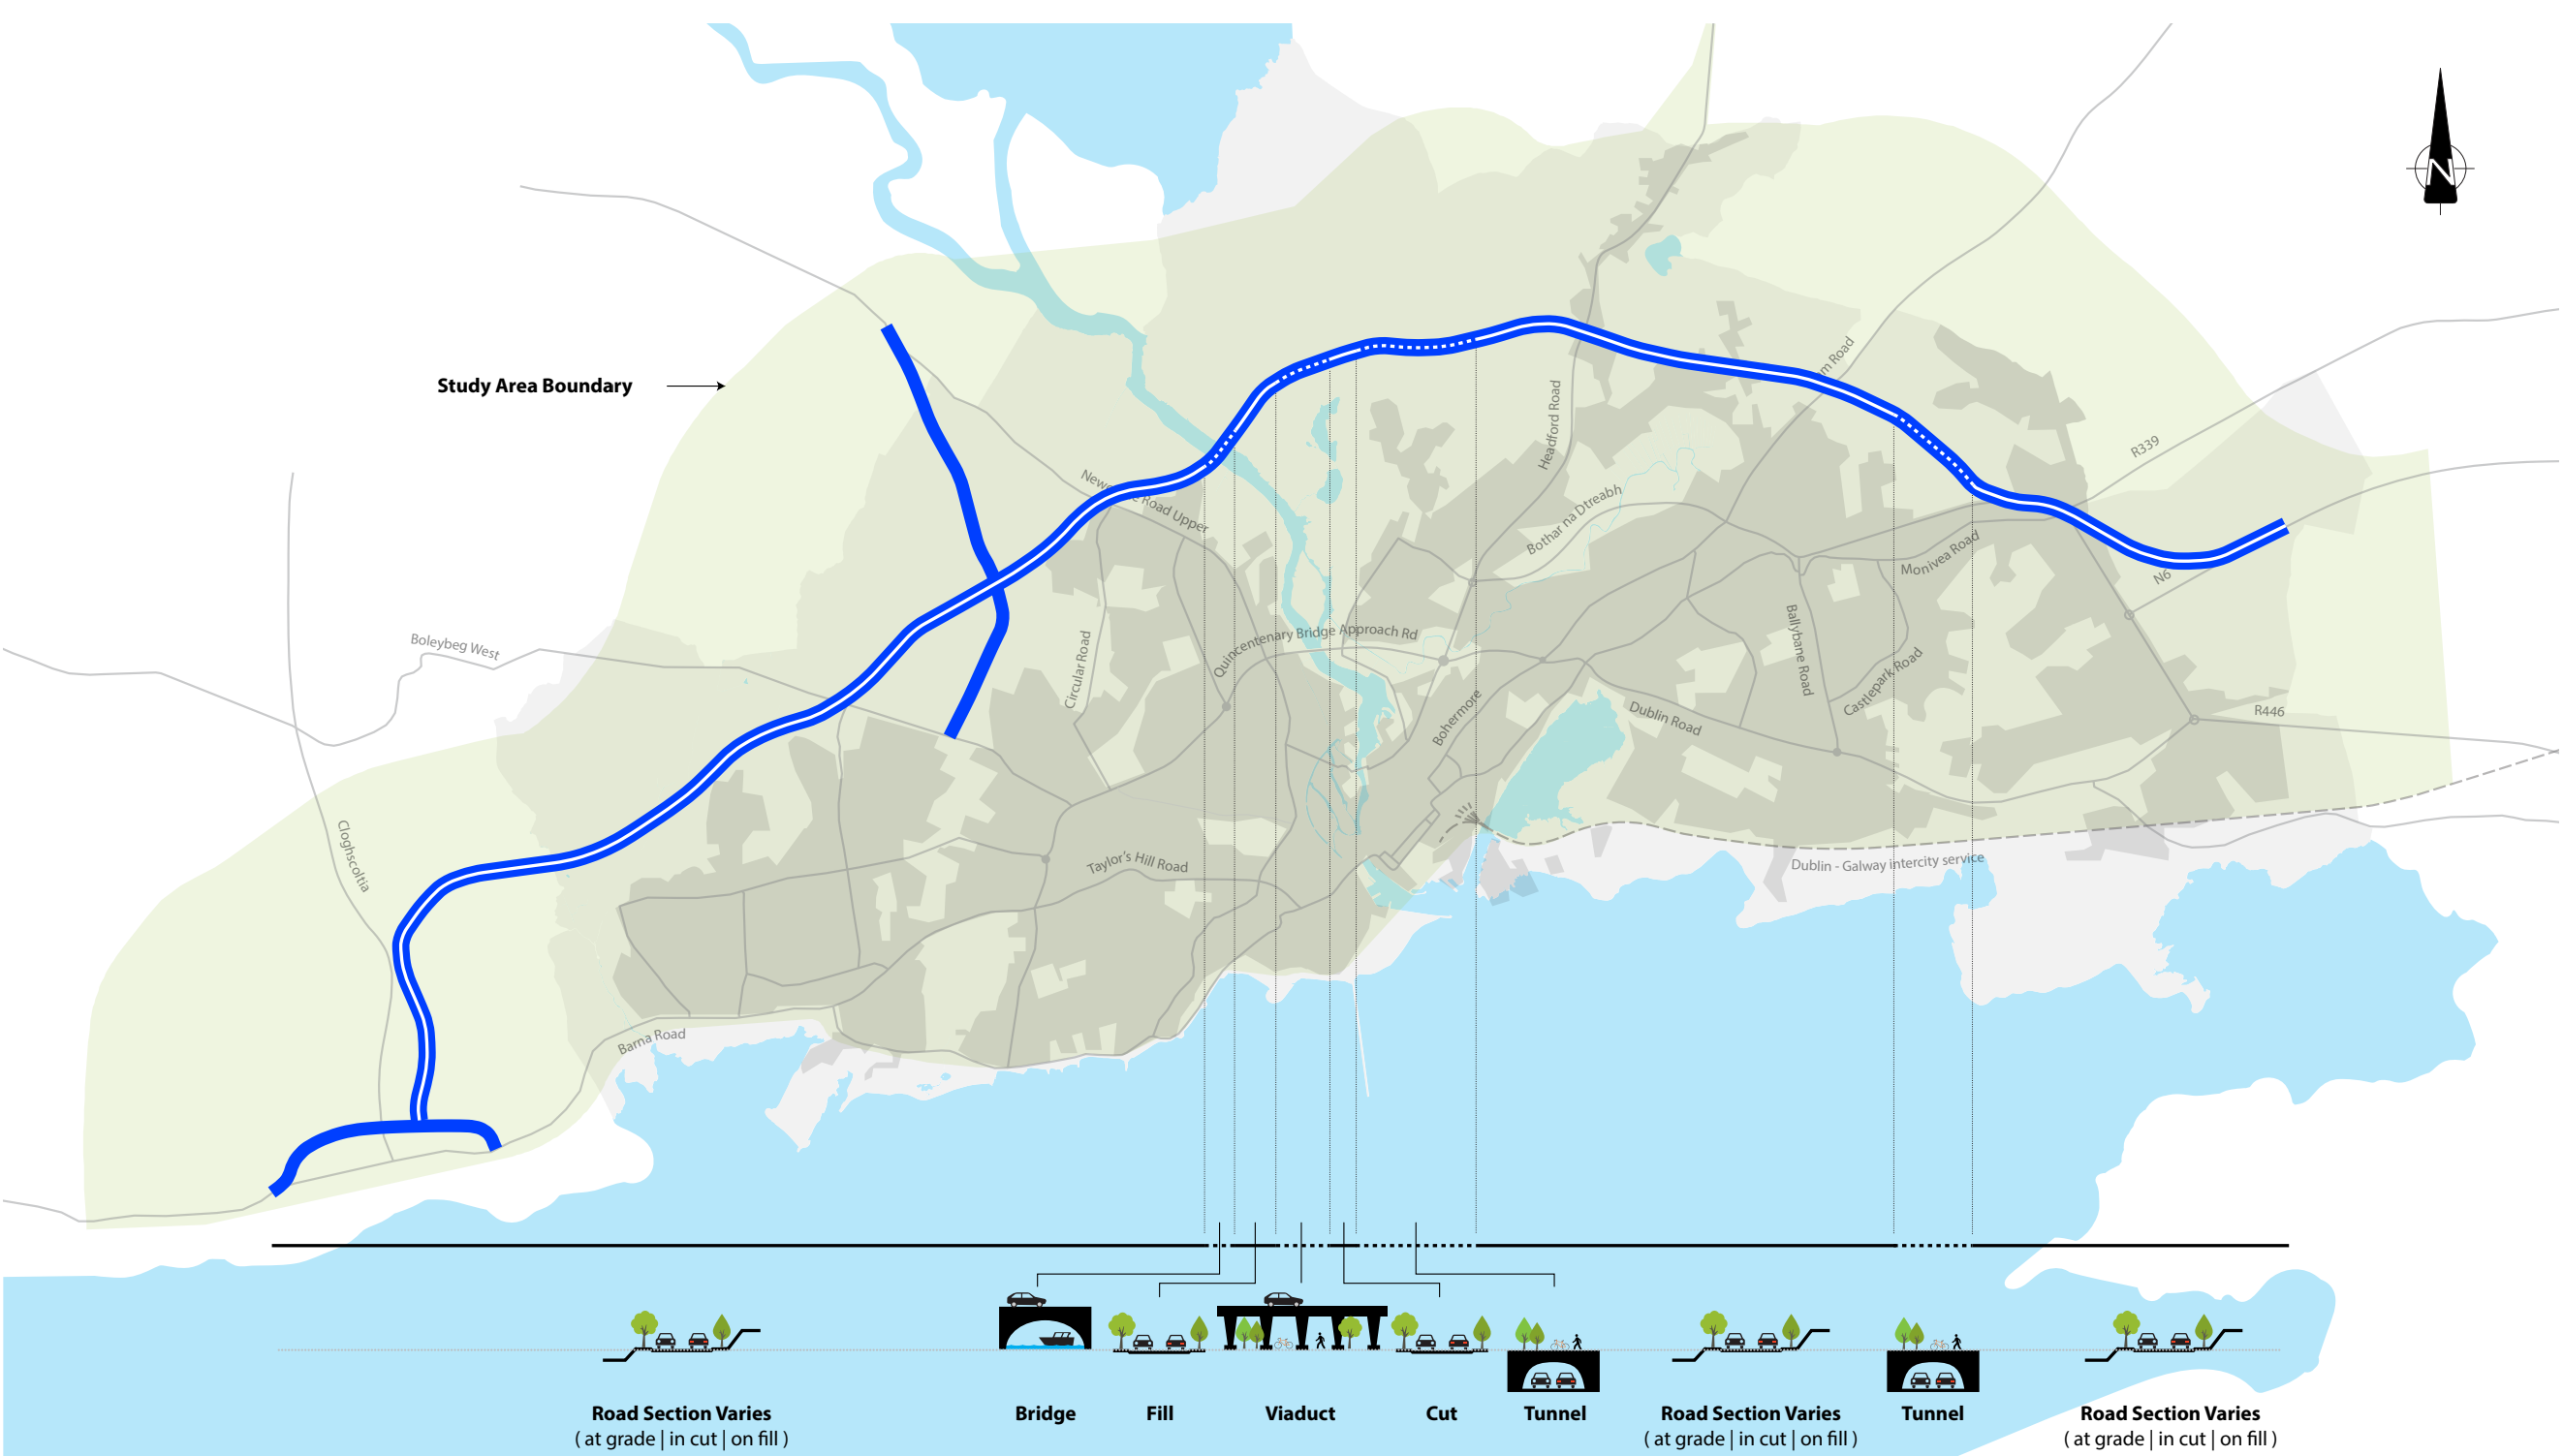 N
Study Area Boundary
Headford Road
m Road
R339
Newc e Road Upper
Bothar na Dtreabh
Monivea Road
N6
Boleybeg West
Circular Road
Quincentenary Bridge Approach Rd
Ballybane Road
Castlepark Road
Bohermore
Dublin Road
R446
Cloghscoltia
Taylor's Hill Road
Dublin - Galway intercity service
Barna Road
Road Section Varies
( at grade | in cut | on fill )
Bridge
Fill
Viaduct
Cut
Tunnel
Road Section Varies
( at grade | in cut | on fill )
Tunnel
Road Section Varies
( at grade | in cut | on fill )